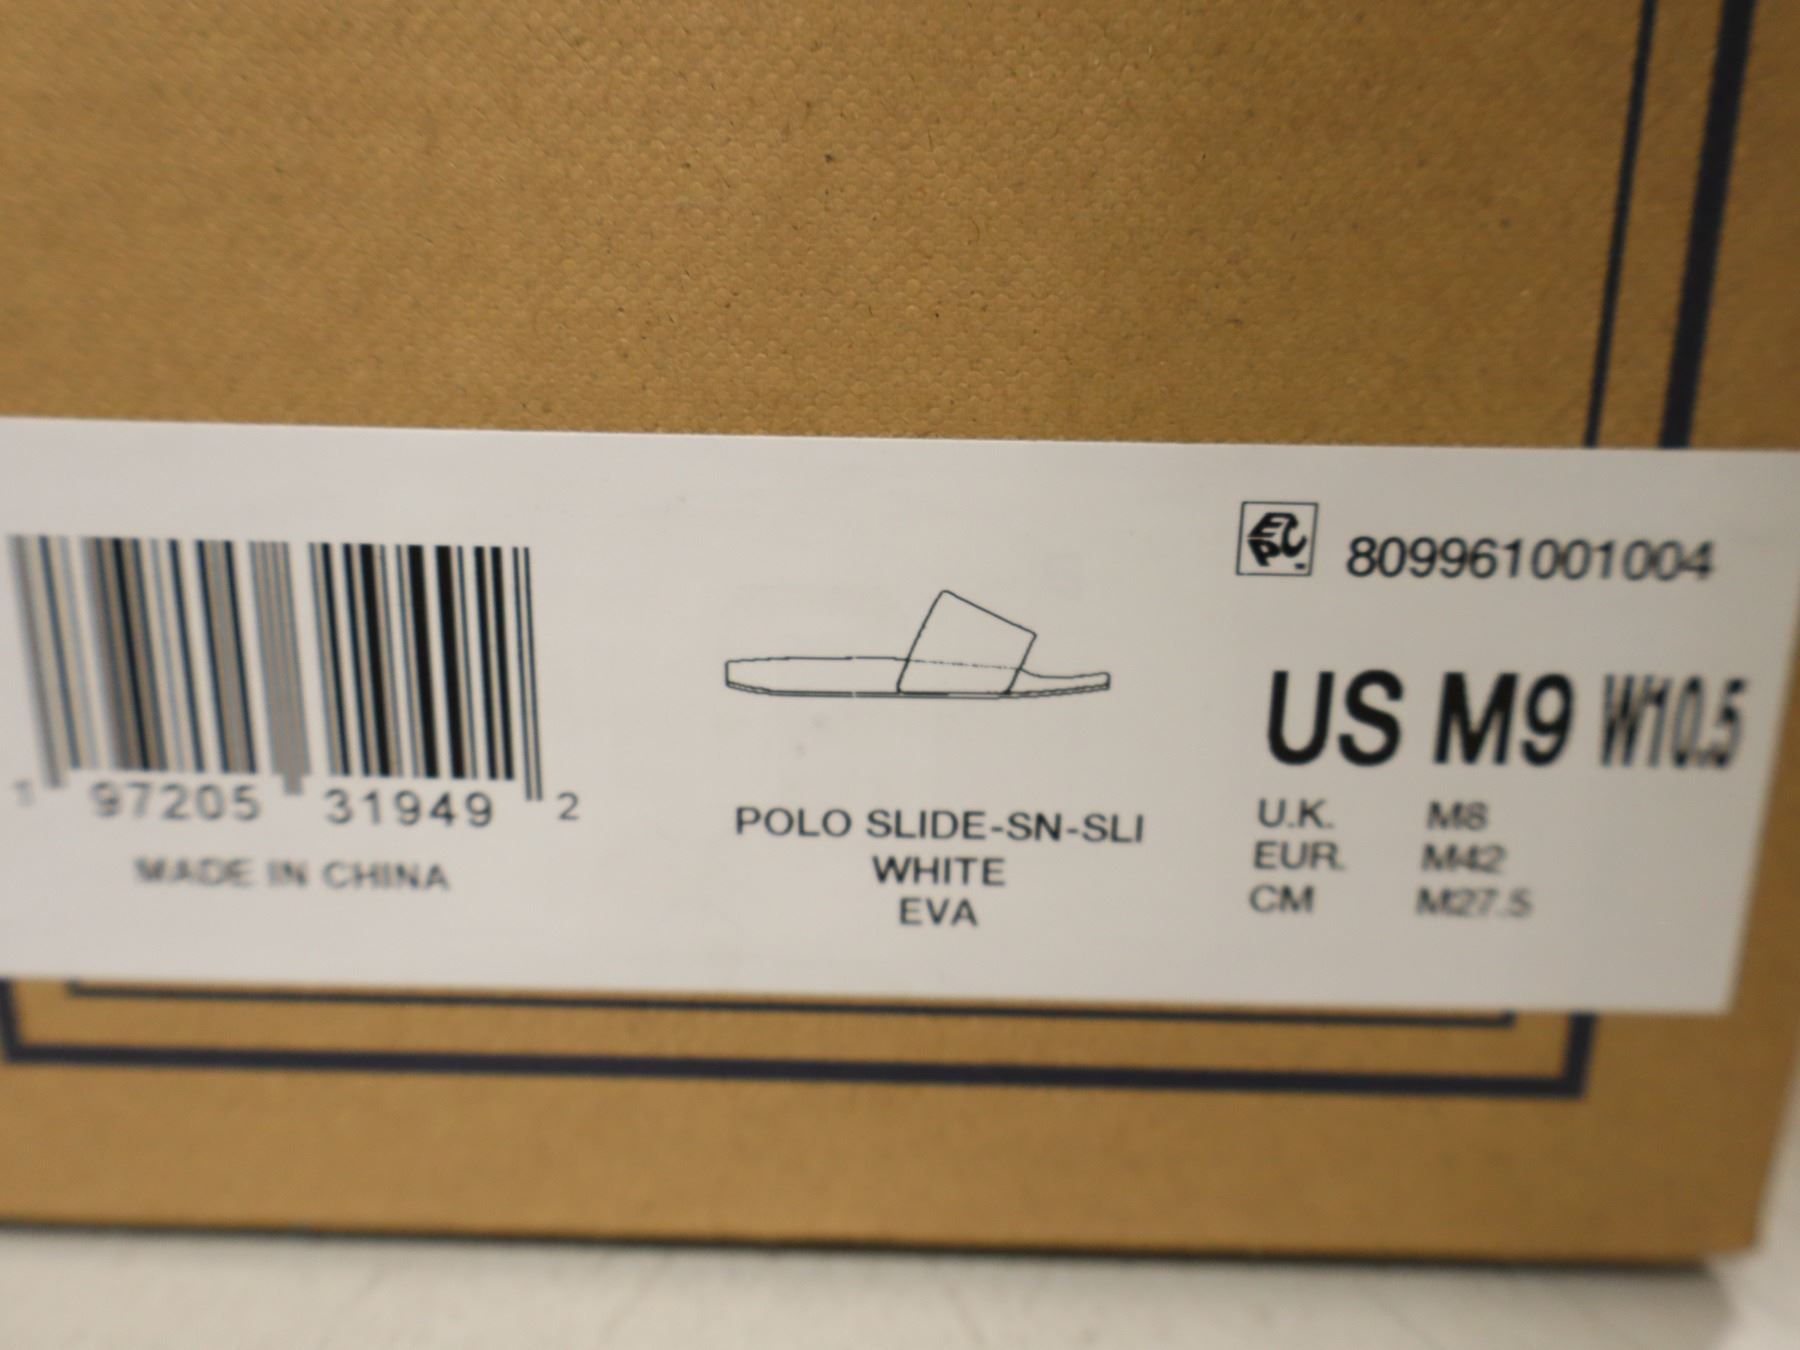 EPC 809961001004
US M9 W10.5
U.K. M8
EUR. M42
CM M27.5
POLO SLIDE-SN-SLI
WHITE
EVA
1 97205 31949 2
MADE IN CHINA